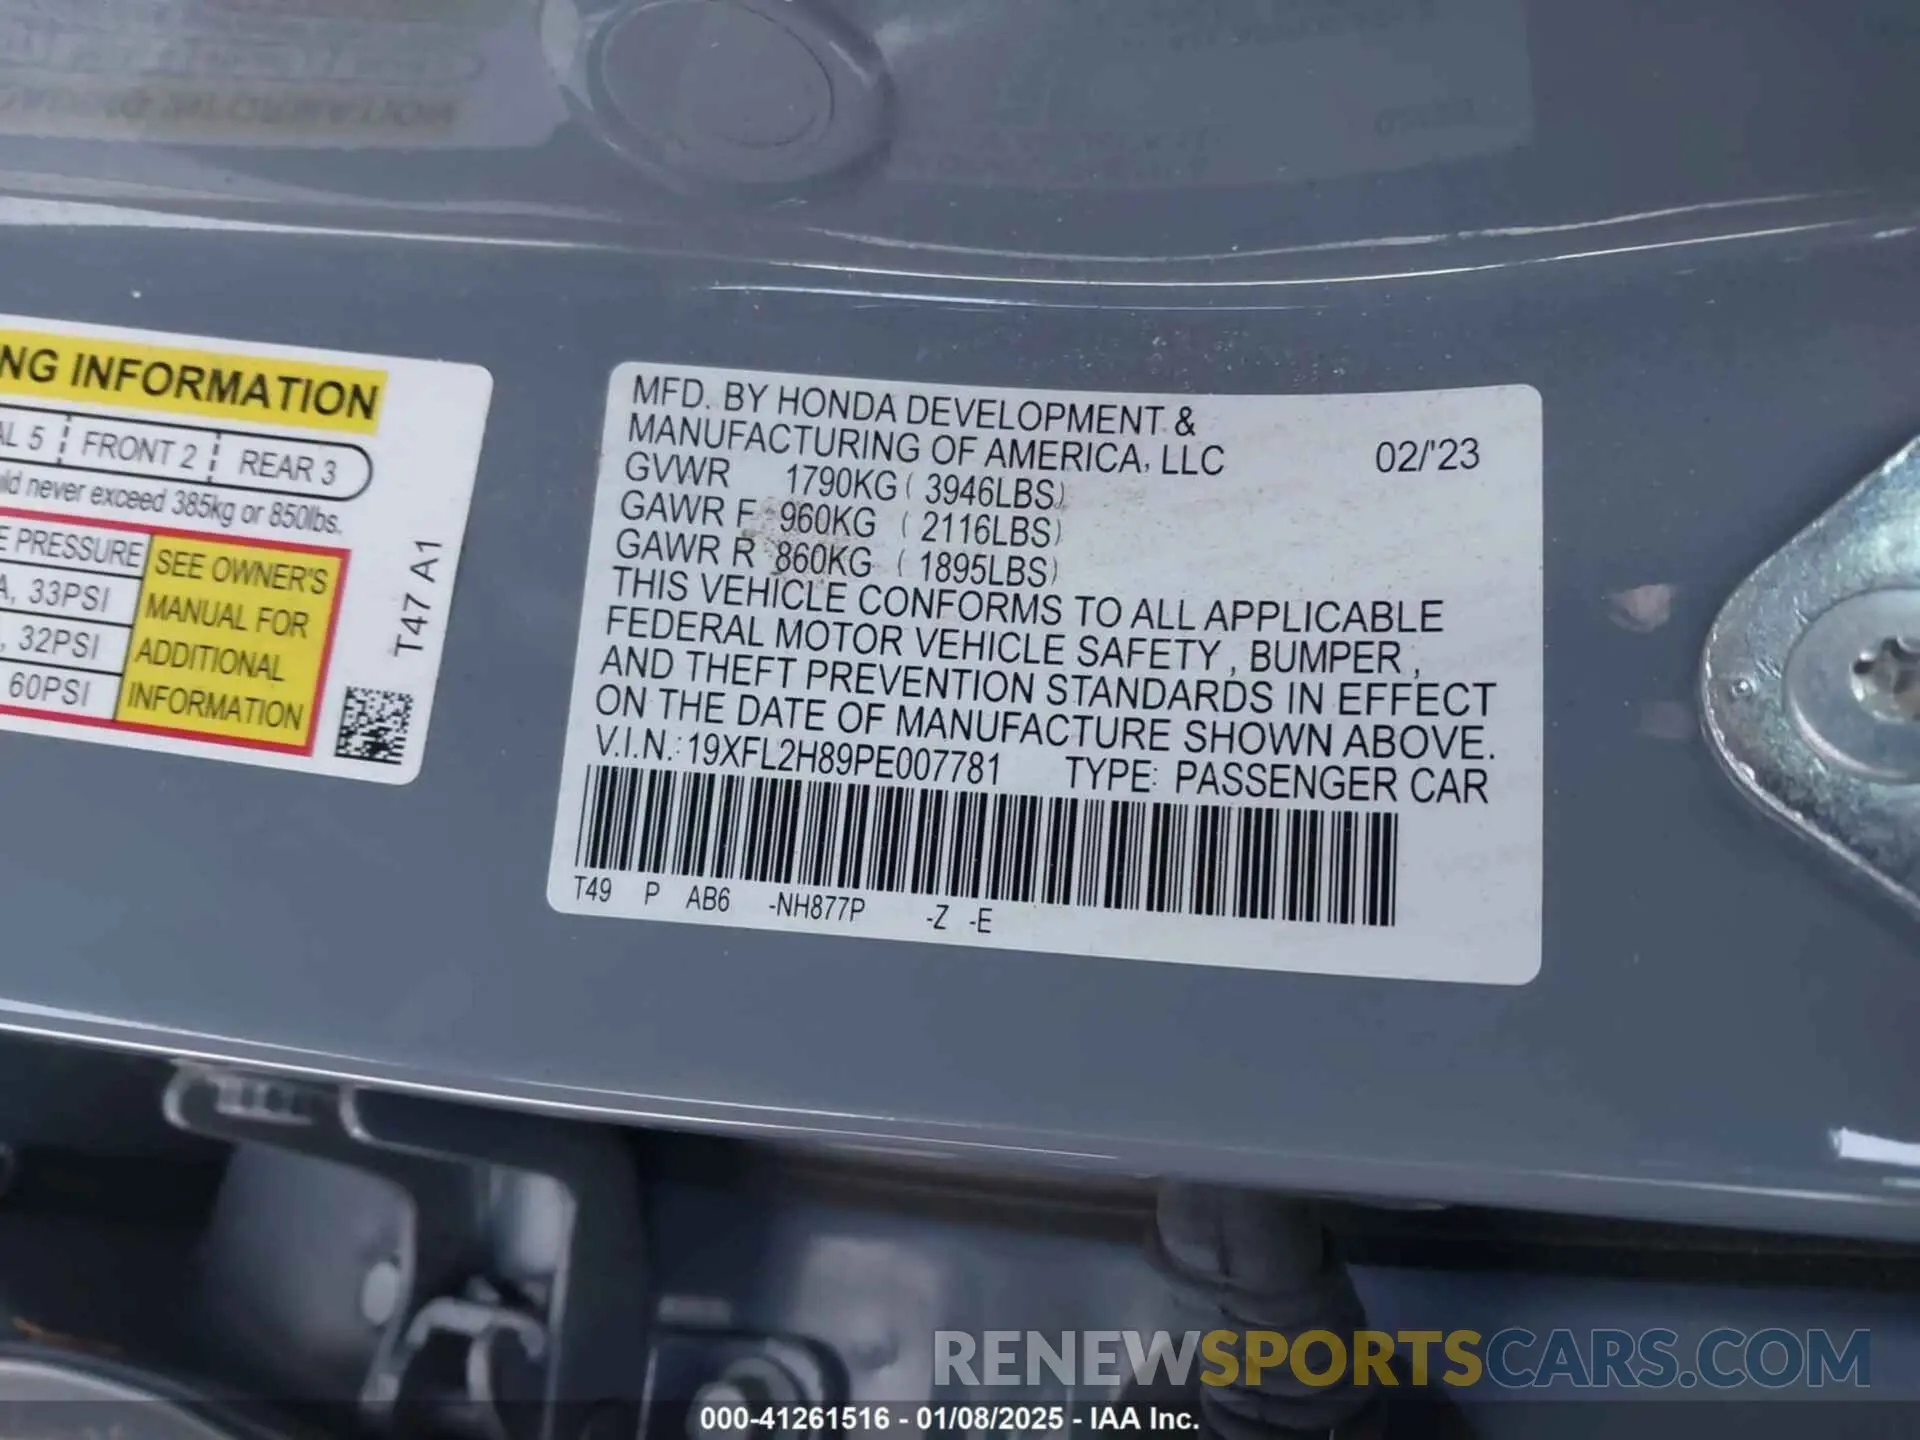 NG INFORMATION
AL 5 FRONT 2 REAR 3
uld never exceed 385kg or 850lbs.
E PRESSURE
A, 33PSI
, 32PSI
60PSI
SEE OWNER'S
MANUAL FOR
ADDITIONAL
INFORMATION
T47 A1
MFD. BY HONDA DEVELOPMENT &
MANUFACTURING OF AMERICA, LLC 02/'23
GVWR 1790KG ( 3946LBS)
GAWR F 960KG ( 2116LBS)
GAWR R 860KG ( 1895LBS)
THIS VEHICLE CONFORMS TO ALL APPLICABLE
FEDERAL MOTOR VEHICLE SAFETY , BUMPER ,
AND THEFT PREVENTION STANDARDS IN EFFECT
ON THE DATE OF MANUFACTURE SHOWN ABOVE.
V.I.N.: 19XFL2H89PE007781 TYPE: PASSENGER CAR
T49 P AB6 -NH877P -Z -E
RENEWSPORTSCARS.COM
000-41261516 - 01/08/2025 - IAA Inc.